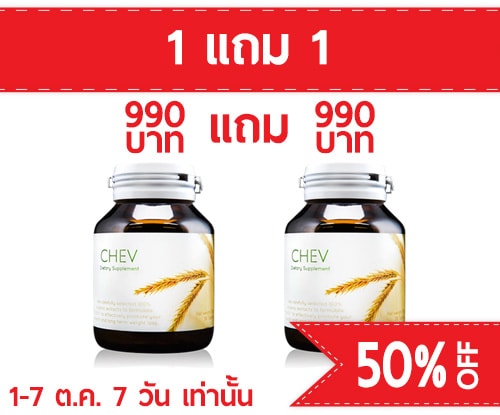 1 แถม 1
990
บาท
แถม
990
บาท
CHEV
Dietary Supplement
CHEV
Dietary Supplement
50% OFF
1-7 ต.ค. 7 วัน เท่านั้น